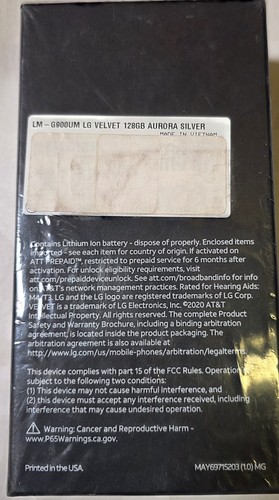 LM-G900UM LG VELVET 128GB AURORA SILVER
MADE IN VIETNAM
Contains Lithium Ion battery - dispose of properly. Enclosed items
imported - see each item for country of origin. If activated on
ATT PREPAID℠, restricted to prepaid service for 6 months after
activation. For unlock eligibility requirements, visit
att.com/prepaiddeviceunlock. See att.com/broadbandinfo for info
on AT&T's network management practices. Rated for Hearing Aids:
M4/T3. LG and the LG logo are registered trademarks of LG Corp.
VELVET is a trademark of LG Electronics, Inc. ©2020 AT&T
Intellectual Property. All rights reserved. The complete Product
Safety and Warranty Brochure, including a binding arbitration
agreement, is located inside the product packaging. The
arbitration agreement is also available at
http://www.lg.com/us/mobile-phones/arbitration/legalterms.
This device complies with part 15 of the FCC Rules. Operation is
subject to the following two conditions:
(1) This device may not cause harmful interference, and
(2) this device must accept any interference received, including
interference that may cause undesired operation.
⚠ Warning: Cancer and Reproductive Harm -
www.P65Warnings.ca.gov.
Printed in the USA. MAY69715203 (1.0) MG